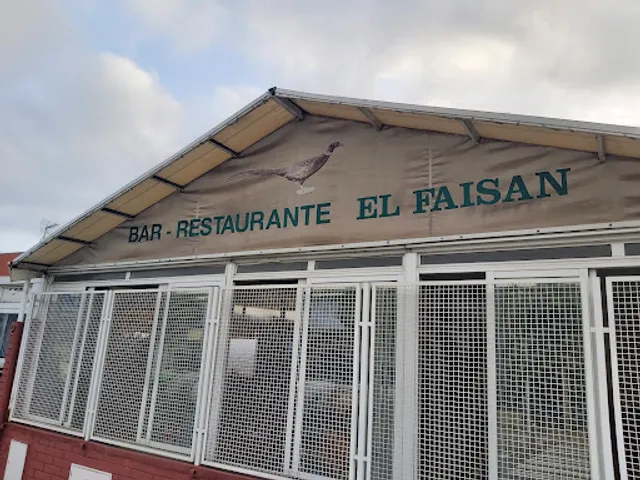 BAR - RESTAURANTE EL FAISAN